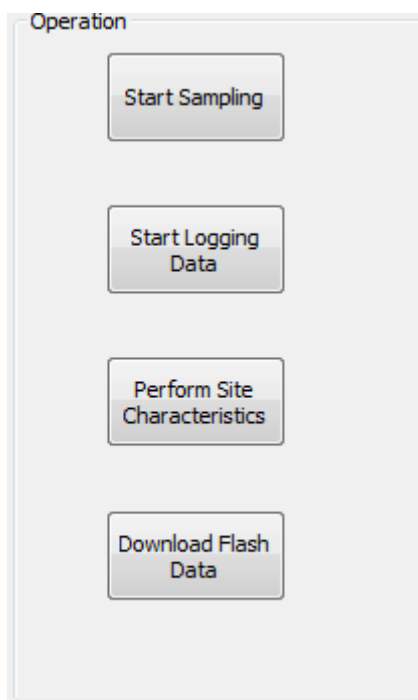 Operation
Start Sampling
Start Logging
Data
Perform Site
Characteristics
Download Flash
Data